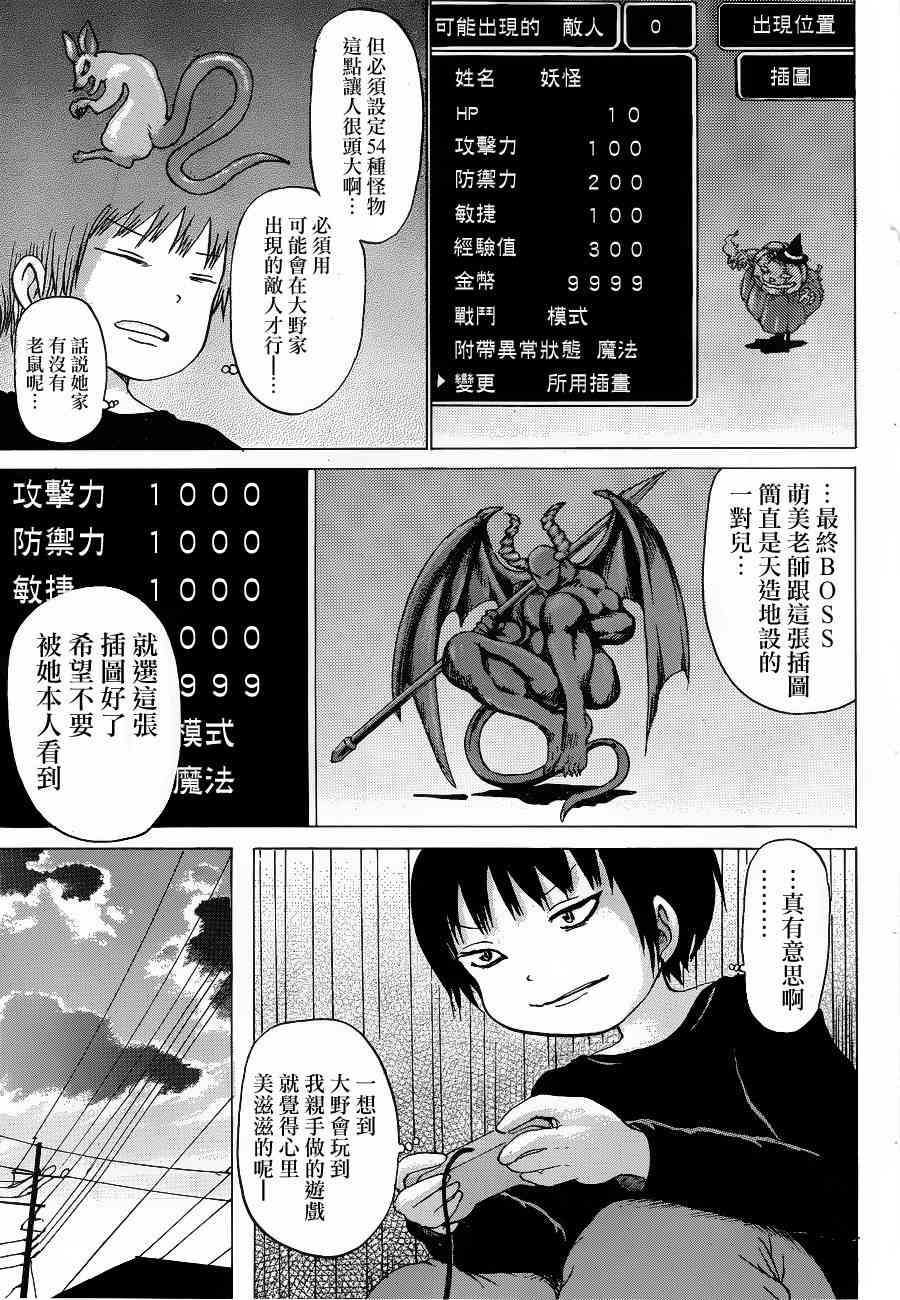 可能出現的 敵人
0
出現位置
插圖
姓名 妖怪
HP 10
攻擊力 100
防禦力 200
敏捷 100
經驗值 300
金幣 9999
戰鬥 模式
附帶異常狀態 魔法
▶變更 所用插畫
但必須設定54種怪物
這點讓人很頭大啊…
必須用
可能會在大野家
出現的敵人才行—……
話說她家
有沒有
老鼠呢…
…最終BOSS
萌美老師跟這張插圖
簡直是天造地設的
一對兒…
攻擊力 1000
防禦力 1000
敏捷 1000
000
999
模式
魔法
就選這張
插圖好了
希望不要
被她本人看到
…真有意思啊
………
一想到
大野會玩到
我親手做的遊戲
就覺得心里
美滋滋的呢—